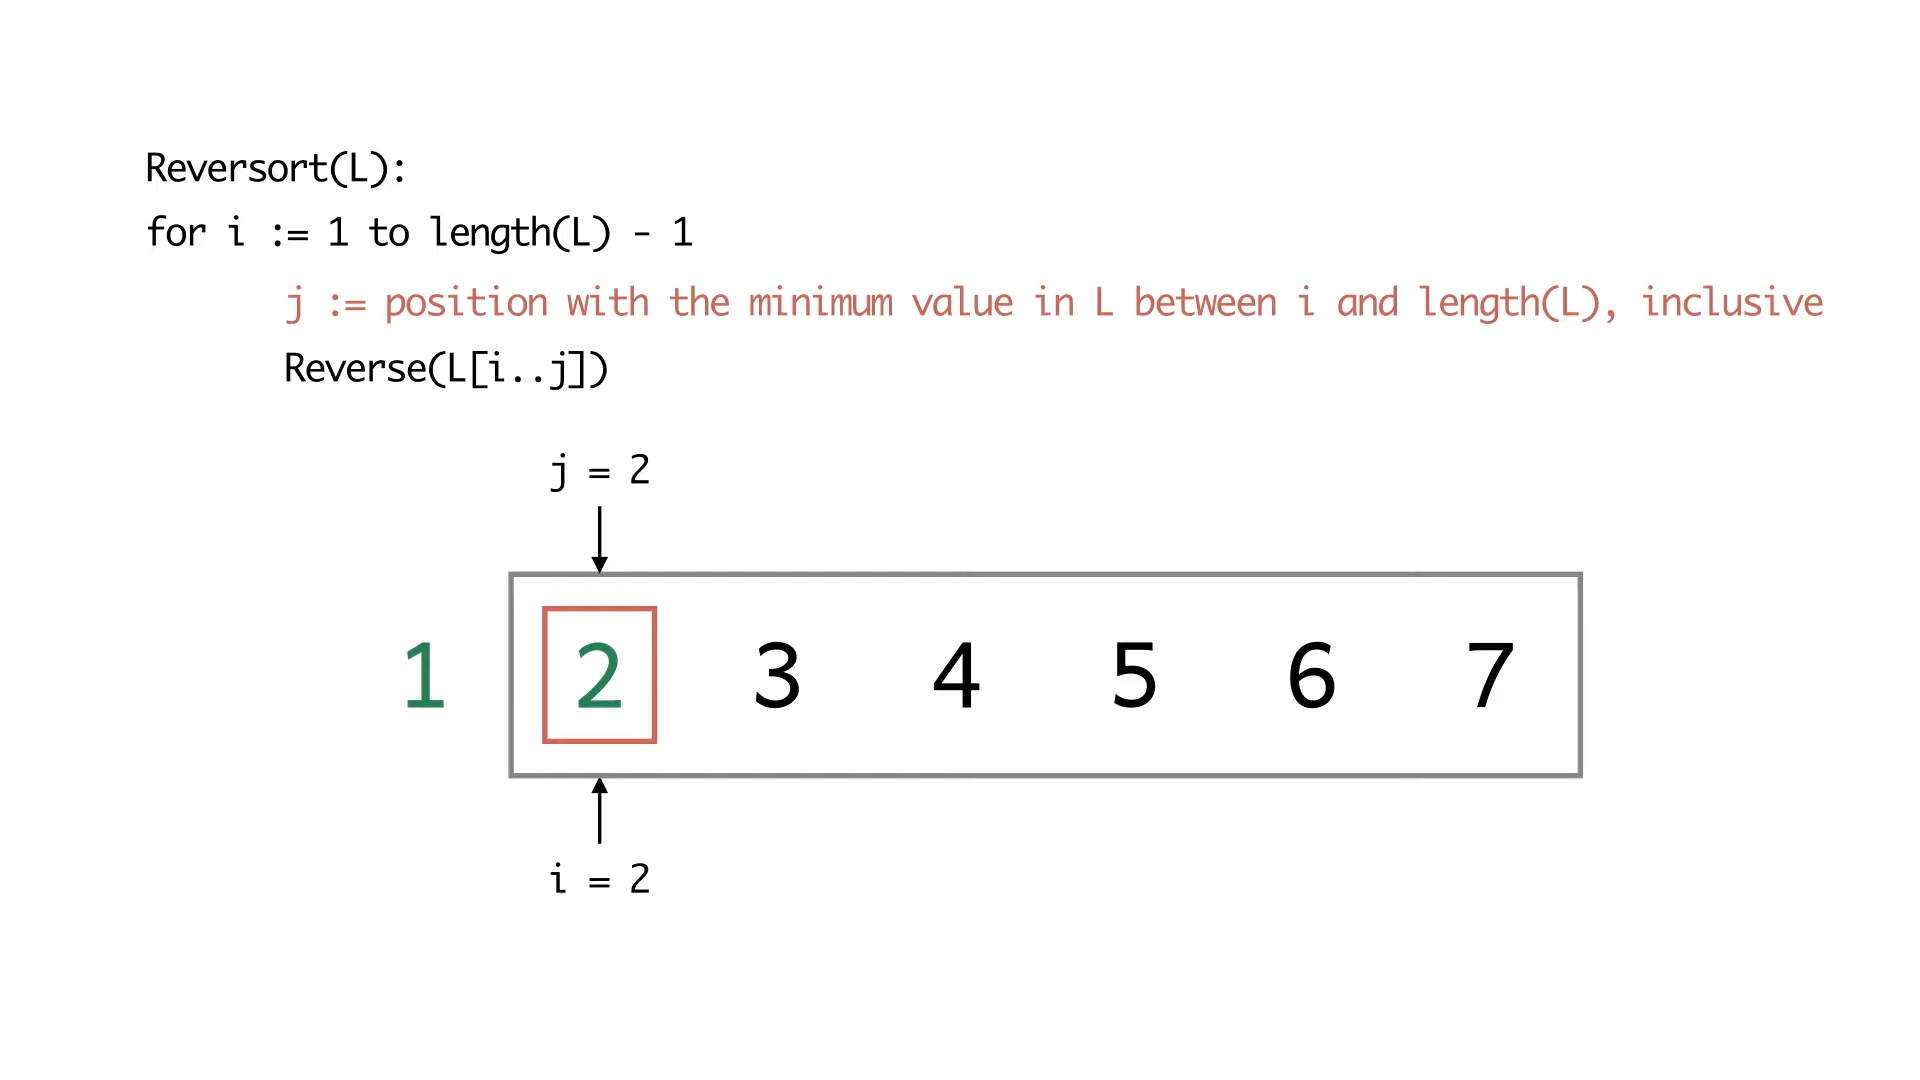 Reversort(L):
for i := 1 to length(L) - 1
j := position with the minimum value in L between i and length(L), inclusive
Reverse(L[i..j])
j = 2
1 2 3 4 5 6 7
i = 2